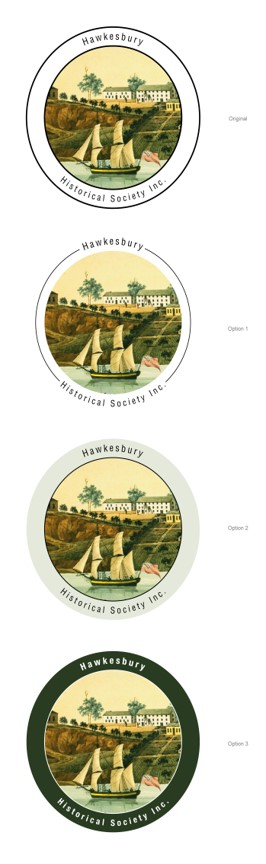 Hawkesbury
Historical Society Inc.
Original
Hawkesbury
Historical Society Inc.
Option 1
Hawkesbury
Historical Society Inc.
Option 2
Hawkesbury
Historical Society Inc.
Option 3